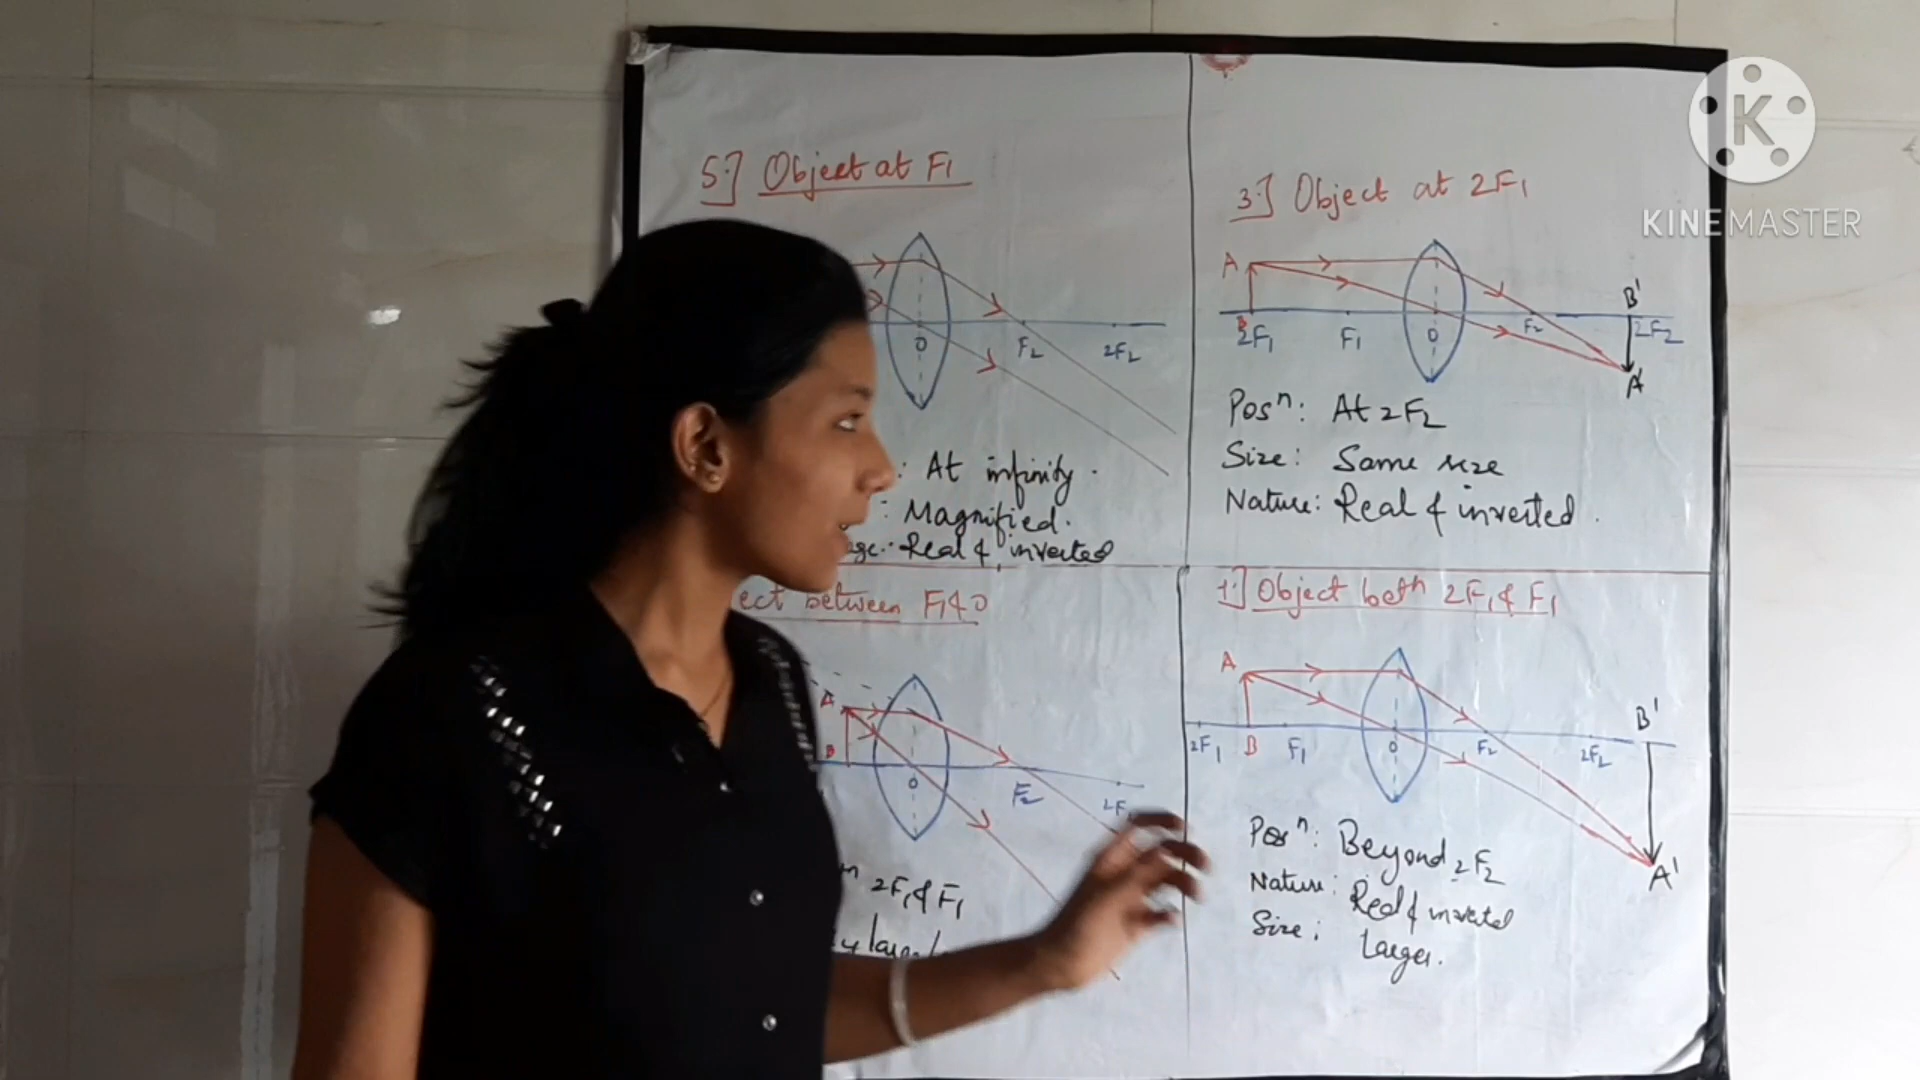 5.] Object at F1
O
F2
2F2
: At infinity.
: Magnified.
age: Real & inverted
3.] Object at 2F1
A
B'
B
2F1
F1
O
F2
2F2
A'
Posn: At 2F2
Size: Same size
Nature: Real & inverted.
ect between F1&O
A
B
O
F2
2F
n 2F1&F1
1.] Object betn 2F1 & F1
A
B'
2F1
B
F1
O
F2
2F2
A'
Posn: Beyond 2F2
Nature: Real & inverted
Size: Larger.
K
KINEMASTER